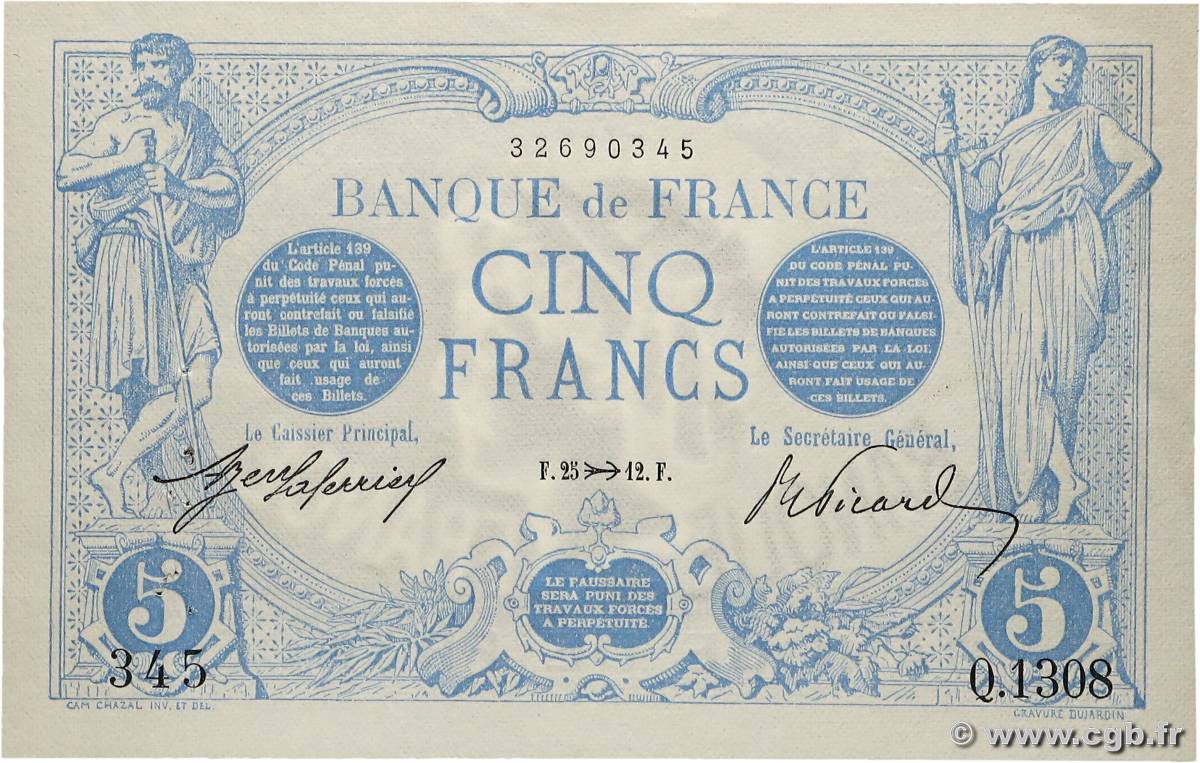 32690345
BANQUE de FRANCE
CINQ
FRANCS
L'article 139
du Code Pénal pu-
nit des travaux forcés
à perpétuité ceux qui au-
ront contrefait ou falsifié
les Billets de Banques au-
torisées par la loi, ainsi
que ceux qui auront
fait usage de
ces Billets.
L'ARTICLE 139
DU CODE PÉNAL PU-
NIT DES TRAVAUX FORCÉS
A PERPÉTUITÉ CEUX QUI AU-
RONT CONTREFAIT OU FALSI-
FIÉ LES BILLETS DE BANQUES
AUTORISÉES PAR LA LOI,
AINSI QUE CEUX QUI AU-
RONT FAIT USAGE DE
CES BILLETS.
Le Caissier Principal,
Le Secrétaire Général,
F. 25 12. F.
Picard
LE FAUSSAIRE
SERA PUNI DES
TRAVAUX FORCÉS
A PERPÉTUITÉ.
5
5
345
Q.1308
CAM CHAZAL INV. ET DEL.
GRAVURE DUJARDIN
© www.cgb.fr